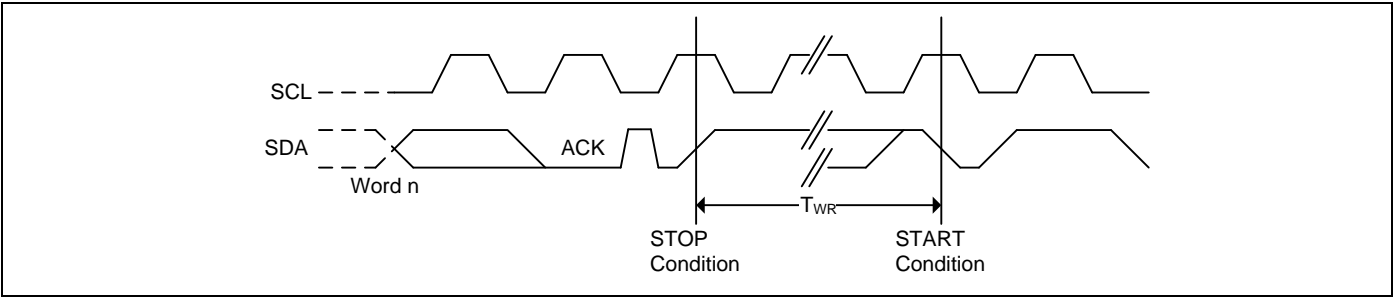 SCL
SDA
ACK
Word n
TWR
STOP
Condition
START
Condition